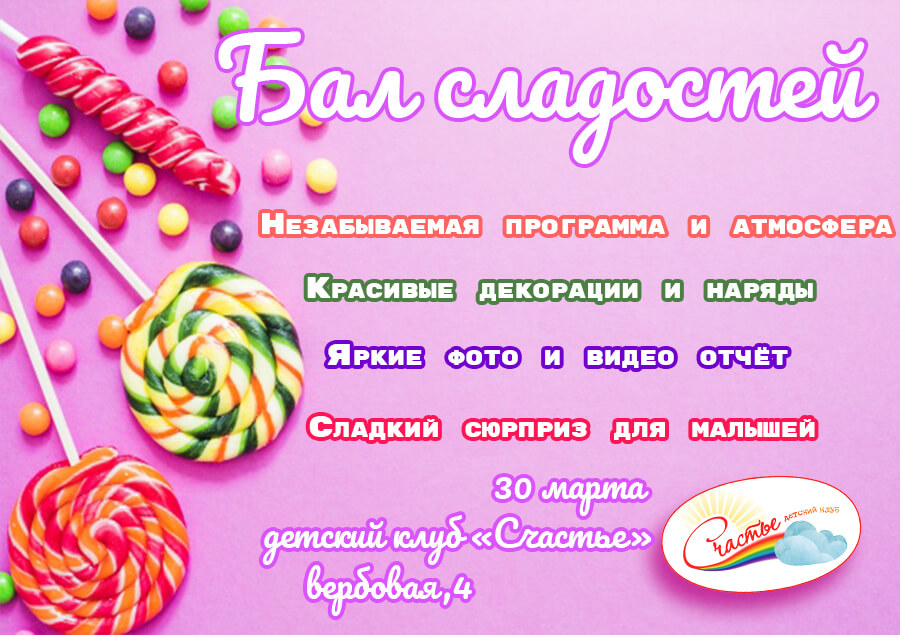 Бал сладостей
Незабываемая программа и атмосфера
Красивые декорации и наряды
Яркие фото и видео отчёт
Сладкий сюрприз для малышей
30 марта
детский клуб «Счастье»
вербовая,4
Счастье детский клуб